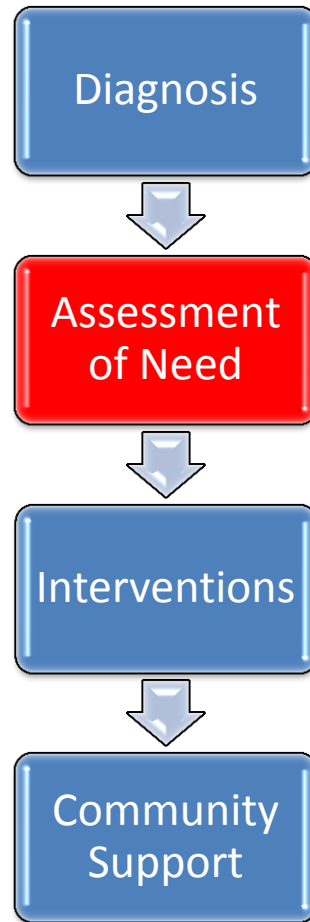 Diagnosis
Assessment
of Need
Interventions
Community
Support